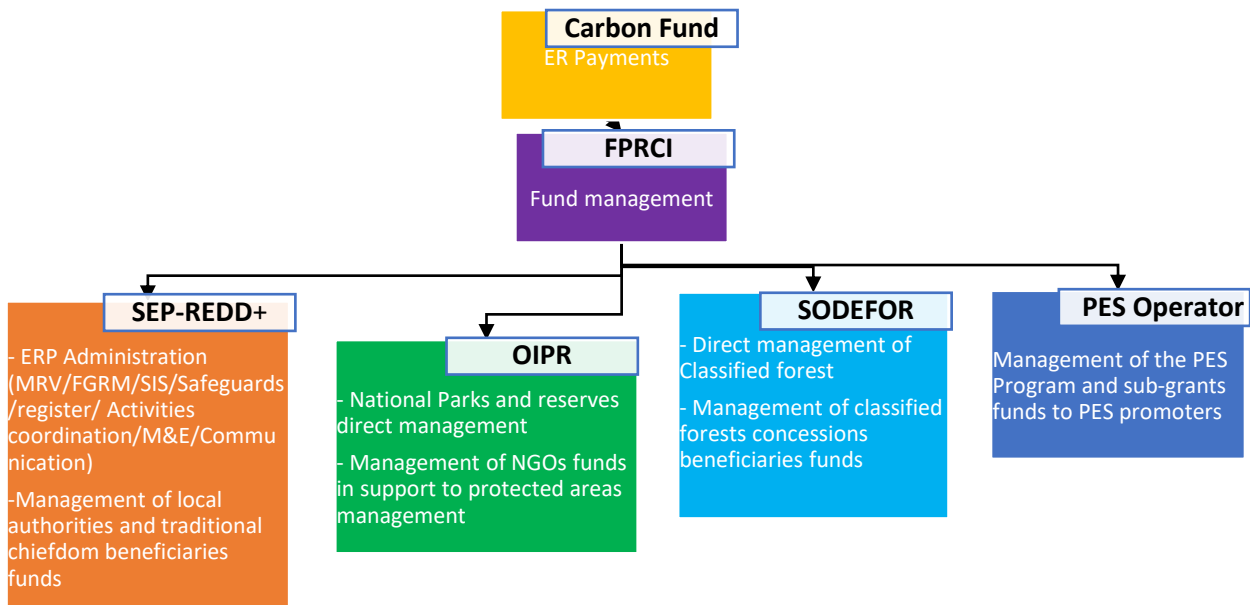 Carbon Fund
ER Payments
FPRCI
Fund management
SEP-REDD+
- ERP Administration
(MRV/FGRM/SIS/Safeguards
/register/ Activities
coordination/M&E/Commu
nication)
-Management of local
authorities and traditional
chiefdom beneficiaries
funds
OIPR
- National Parks and reserves
direct management
- Management of NGOs funds
in support to protected areas
management
SODEFOR
- Direct management of
Classified forest
- Management of classified
forests concessions
beneficiaries funds
PES Operator
Management of the PES
Program and sub-grants
funds to PES promoters